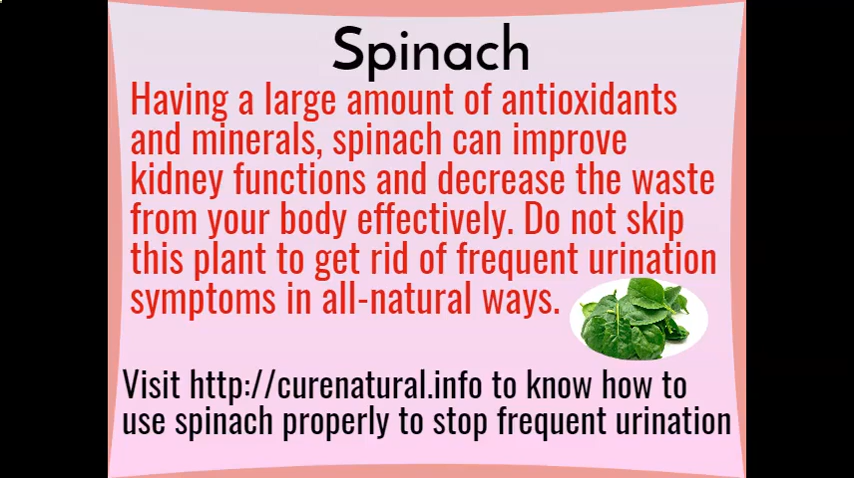 Spinach
Having a large amount of antioxidants
and minerals, spinach can improve
kidney functions and decrease the waste
from your body effectively. Do not skip
this plant to get rid of frequent urination
symptoms in all-natural ways.
Visit http://curenatural.info to know how to
use spinach properly to stop frequent urination